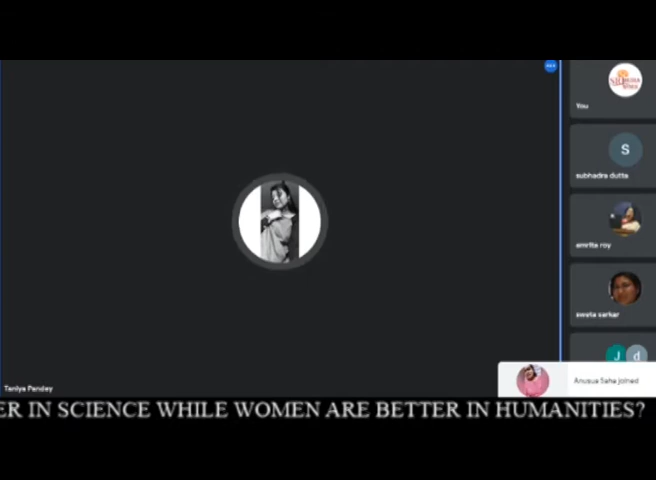 You
S
subhadra dutta
amrita roy
sweta sarkar
J d
Anusua Saha joined
Taniya Pandey
ER IN SCIENCE WHILE WOMEN ARE BETTER IN HUMANITIES?